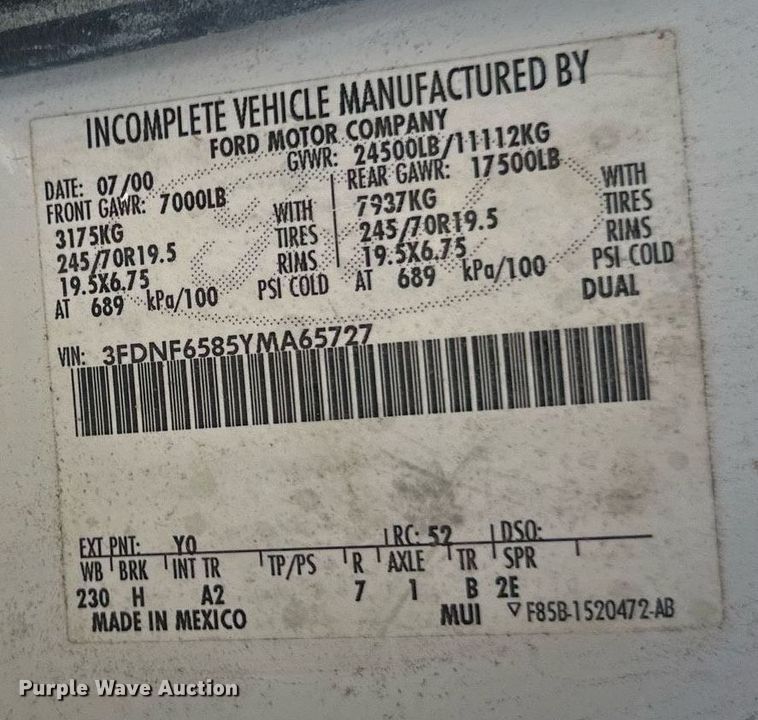 INCOMPLETE VEHICLE MANUFACTURED BY
FORD MOTOR COMPANY
DATE: 07/00 GVWR: 24500LB/11112KG
FRONT GAWR: 7000LB REAR GAWR: 17500LB
3175KG WITH 7937KG WITH
245/70R19.5 TIRES 245/70R19.5 TIRES
19.5X6.75 RIMS 19.5X6.75 RIMS
AT 689 kPa/100 PSI COLD AT 689 kPa/100 PSI COLD
DUAL
VIN: 3FDNF6585YMA65727
EXT PNT: YO RC: 52 DSO:
WB BRK INT TR TP/PS R AXLE TR SPR
230 H A2 7 1 B 2E
MADE IN MEXICO MUI ▽ F85B-1520472-AB
Purple Wave Auction